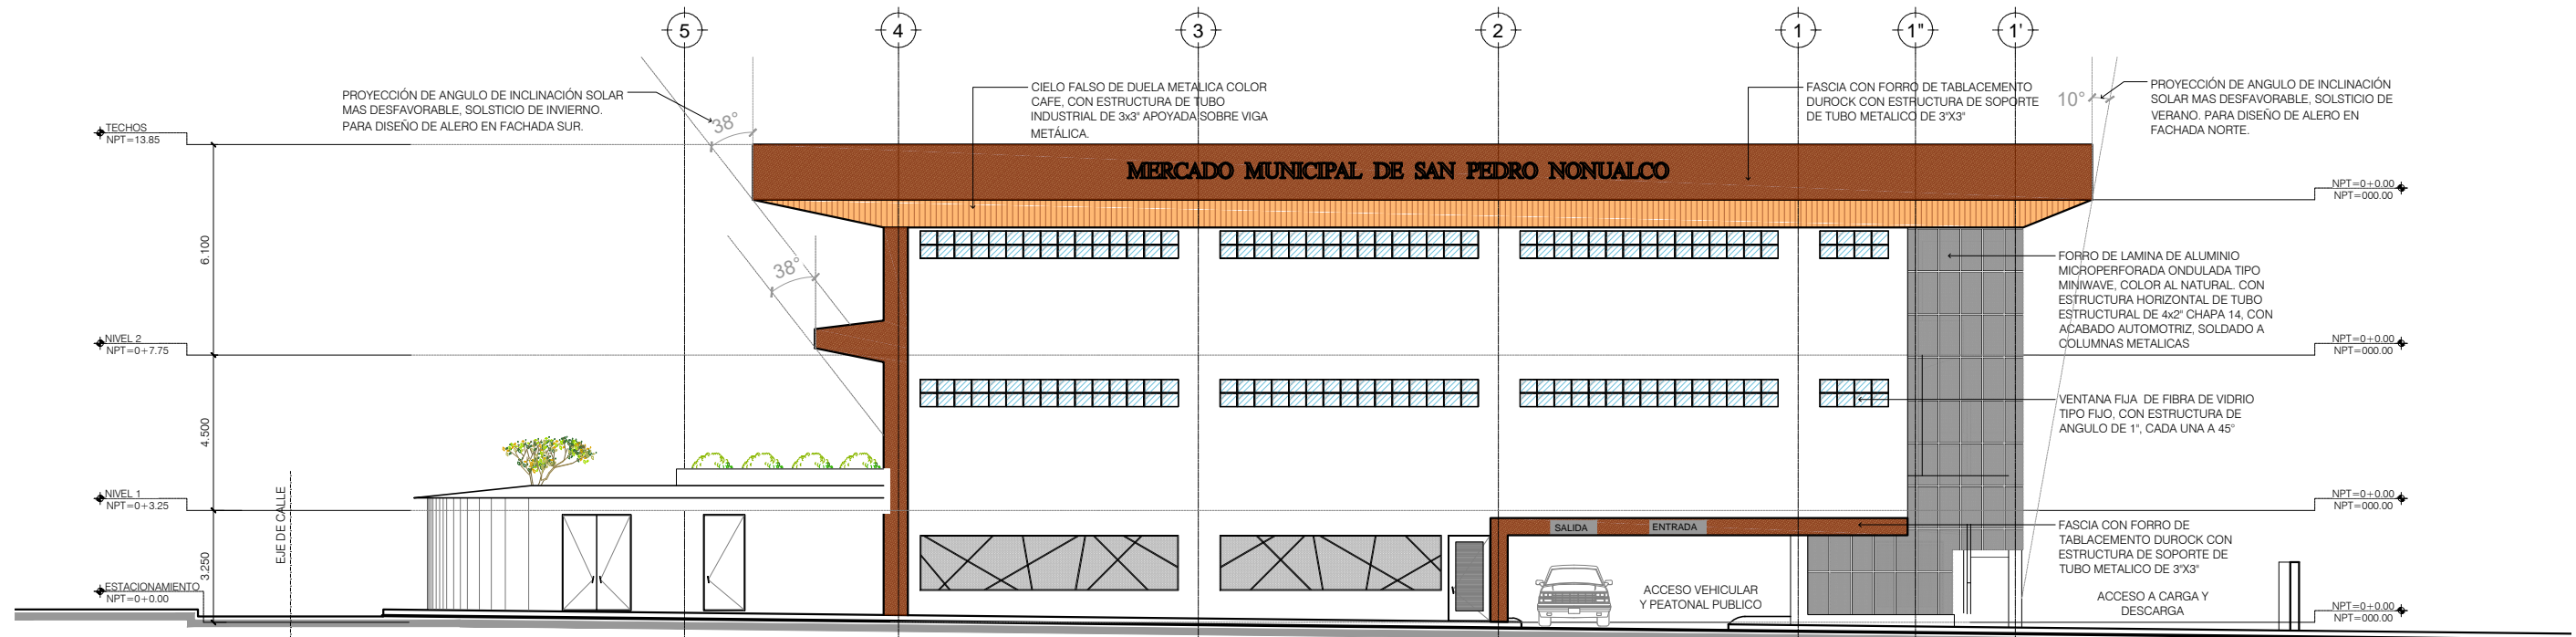 5
4
3
2
1
1"
1'
PROYECCIÓN DE ANGULO DE INCLINACIÓN SOLAR
MAS DESFAVORABLE, SOLSTICIO DE INVIERNO.
PARA DISEÑO DE ALERO EN FACHADA SUR.
38°
CIELO FALSO DE DUELA METALICA COLOR
CAFE, CON ESTRUCTURA DE TUBO
INDUSTRIAL DE 3x3" APOYADA SOBRE VIGA
METÁLICA.
FASCIA CON FORRO DE TABLACEMENTO
DUROCK CON ESTRUCTURA DE SOPORTE
DE TUBO METALICO DE 3"X3"
10°
PROYECCIÓN DE ANGULO DE INCLINACIÓN
SOLAR MAS DESFAVORABLE, SOLSTICIO DE
VERANO. PARA DISEÑO DE ALERO EN
FACHADA NORTE.
TECHOS
NPT=13.85
MERCADO MUNICIPAL DE SAN PEDRO NONUALCO
NPT=0+0.00
NPT=000.00
6.100
38°
FORRO DE LAMINA DE ALUMINIO
MICROPERFORADA ONDULADA TIPO
MINIWAVE, COLOR AL NATURAL. CON
ESTRUCTURA HORIZONTAL DE TUBO
ESTRUCTURAL DE 4x2" CHAPA 14, CON
ACABADO AUTOMOTRIZ, SOLDADO A
COLUMNAS METALICAS
NIVEL 2
NPT=0+7.75
NPT=0+0.00
NPT=000.00
4.500
VENTANA FIJA DE FIBRA DE VIDRIO
TIPO FIJO, CON ESTRUCTURA DE
ANGULO DE 1", CADA UNA A 45°
NIVEL 1
NPT=0+3.25
NPT=0+0.00
NPT=000.00
EJE DE CALLE
SALIDA
ENTRADA
FASCIA CON FORRO DE
TABLACEMENTO DUROCK CON
ESTRUCTURA DE SOPORTE DE
TUBO METALICO DE 3"X3"
3.250
ESTACIONAMIENTO
NPT=0+0.00
ACCESO VEHICULAR
Y PEATONAL PUBLICO
ACCESO A CARGA Y
DESCARGA
NPT=0+0.00
NPT=000.00